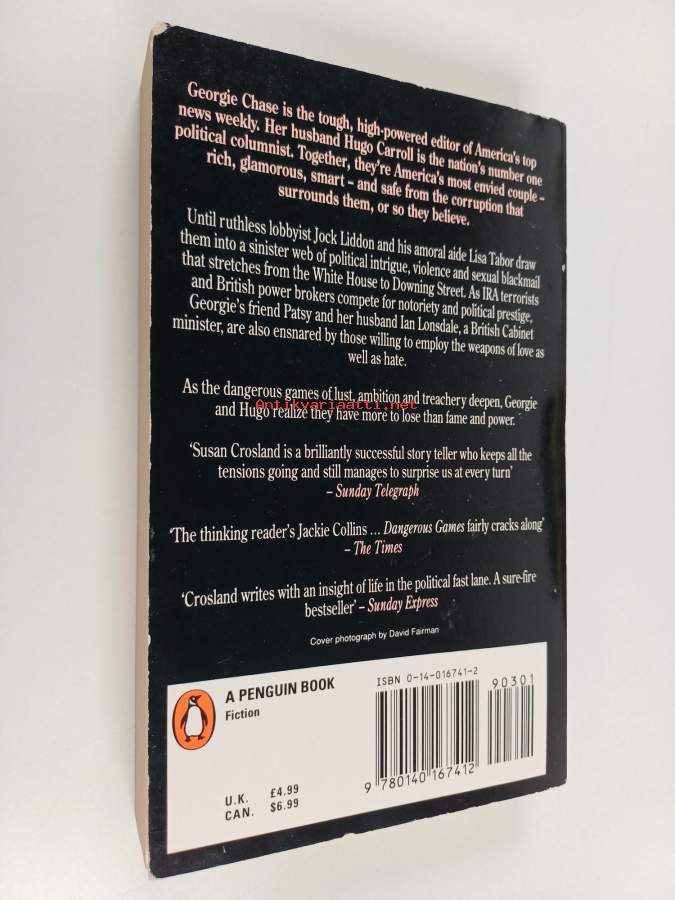 Georgie Chase is the tough, high-powered editor of America's top
news weekly. Her husband Hugo Carroll is the nation's number one
political columnist. Together, they're America's most envied couple –
rich, glamorous, smart – and safe from the corruption that
surrounds them, or so they believe.
Until ruthless lobbyist Jock Liddon and his amoral aide Lisa Tabor draw
them into a sinister web of political intrigue, violence and sexual blackmail
that stretches from the White House to Downing Street. As IRA terrorists
and British power brokers compete for notoriety and political prestige,
Georgie's friend Patsy and her husband Ian Lonsdale, a British Cabinet
minister, are also ensnared by those willing to employ the weapons of love as
well as hate.
As the dangerous games of lust, ambition and treachery deepen, Georgie
Antikvariaatti.net
and Hugo realize they have more to lose than fame and power.
'Susan Crosland is a brilliantly successful story teller who keeps all the
tensions going and still manages to surprise us at every turn'
– Sunday Telegraph
'The thinking reader's Jackie Collins ... Dangerous Games fairly cracks along'
– The Times
'Crosland writes with an insight of life in the political fast lane. A sure-fire
bestseller' – Sunday Express
Cover photograph by David Fairman
A PENGUIN BOOK
Fiction
ISBN 0-14-016741-2
90301
9 780140 167412
U.K. £4.99
CAN. $6.99